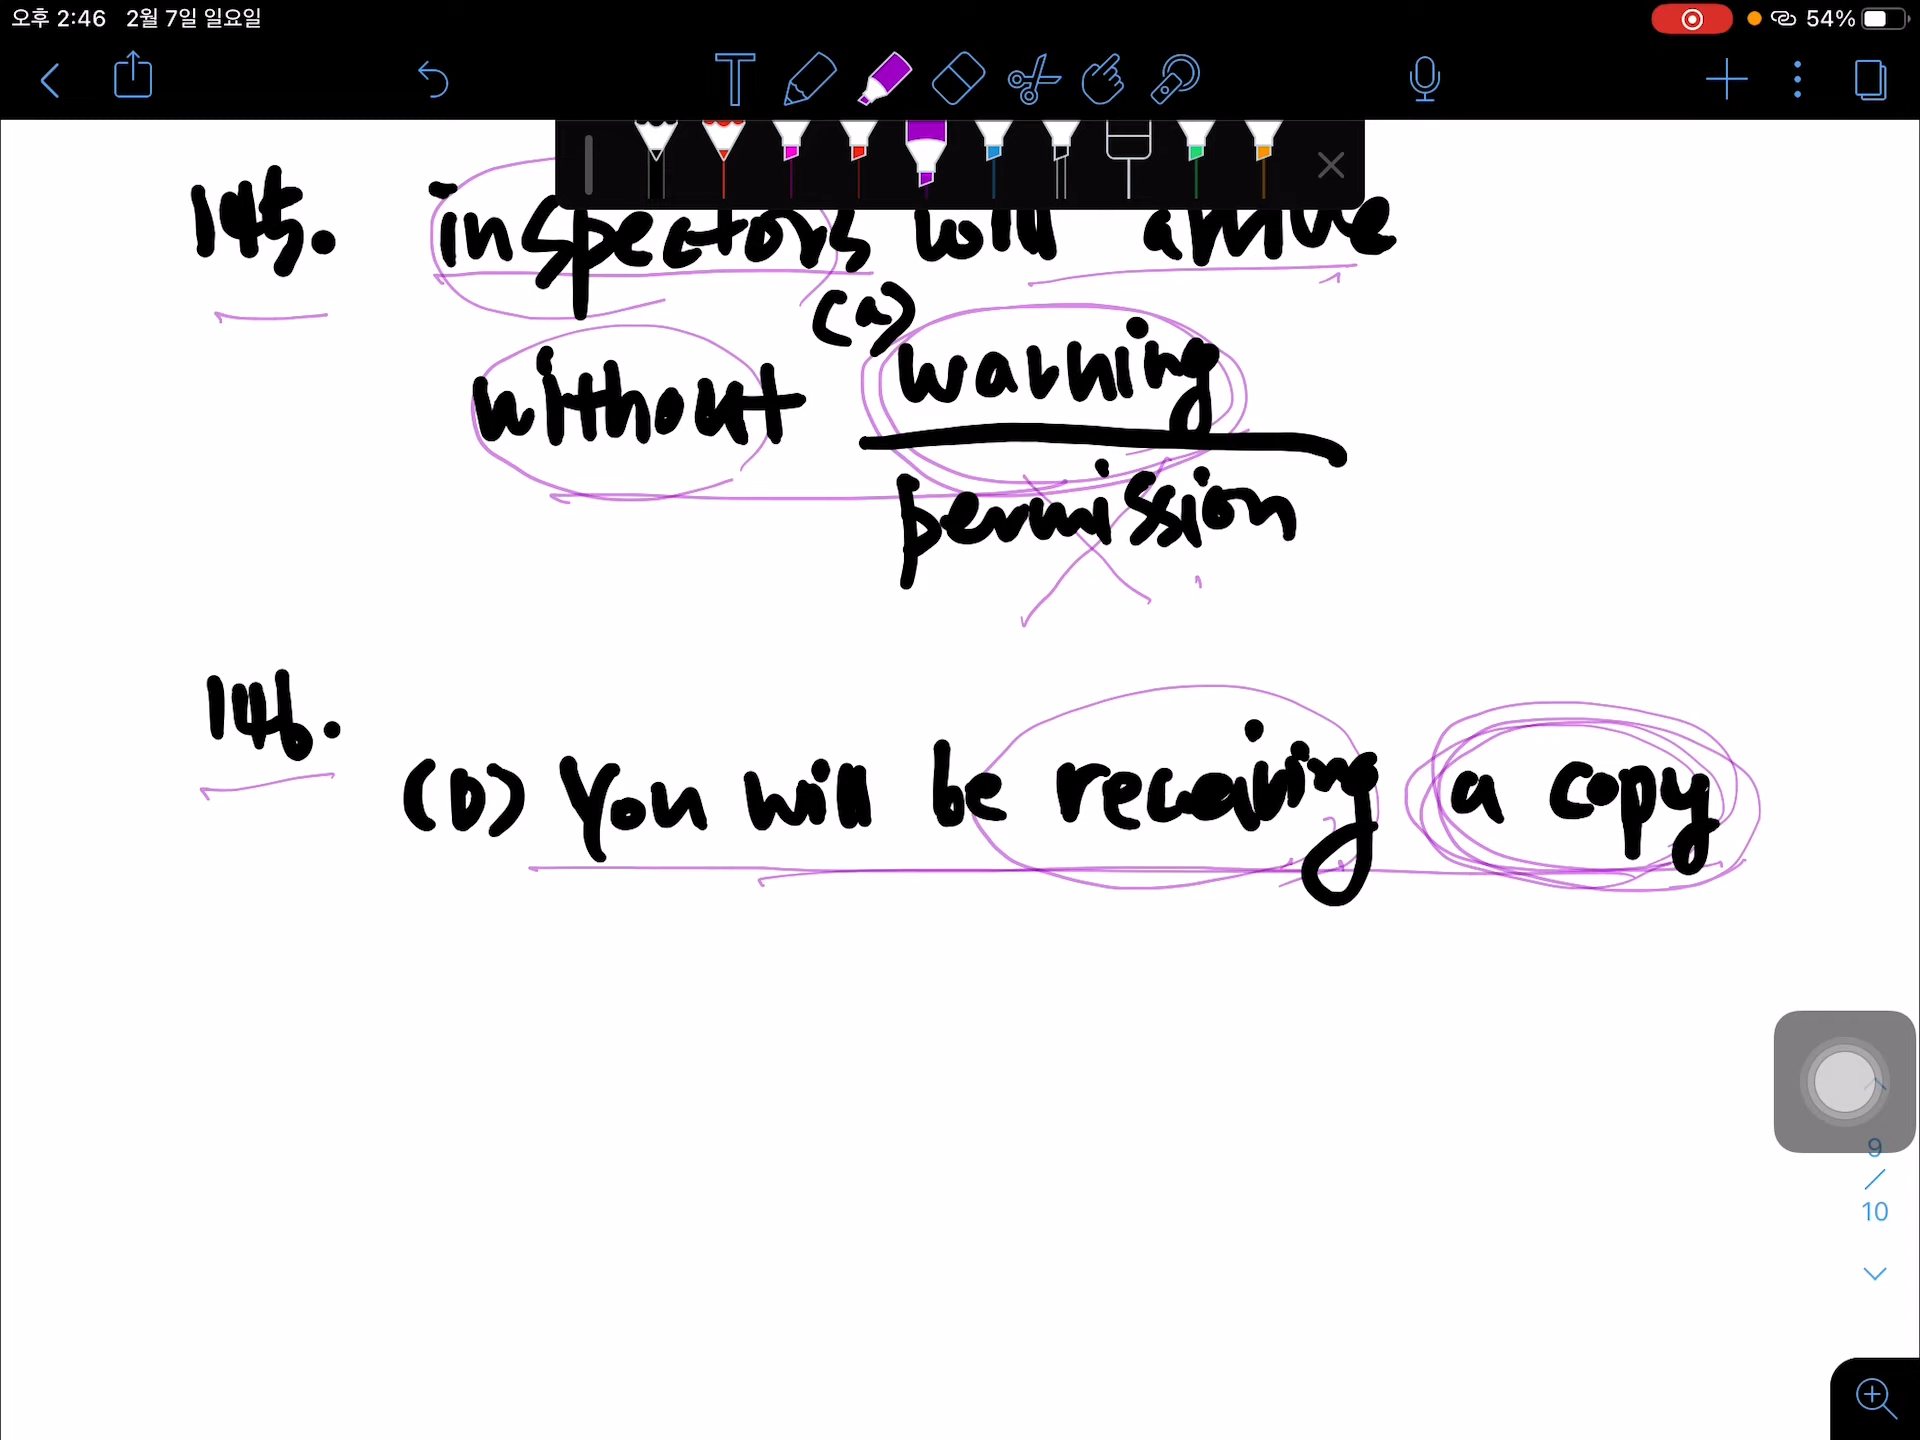 오후 2:46 2월 7일 일요일 54%
145. inspectors will arrive
(a)
without warning
permission
146.
(D) You will be receiving a copy
9
/
10